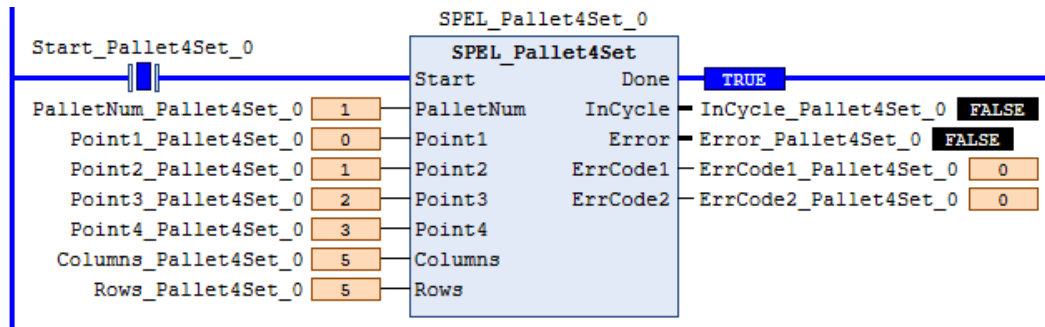 SPEL_Pallet4Set_0
Start_Pallet4Set_0
SPEL_Pallet4Set
Start Done TRUE
PalletNum_Pallet4Set_0 1 PalletNum InCycle InCycle_Pallet4Set_0 FALSE
Point1_Pallet4Set_0 0 Point1 Error Error_Pallet4Set_0 FALSE
Point2_Pallet4Set_0 1 Point2 ErrCode1 ErrCode1_Pallet4Set_0 0
Point3_Pallet4Set_0 2 Point3 ErrCode2 ErrCode2_Pallet4Set_0 0
Point4_Pallet4Set_0 3 Point4
Columns_Pallet4Set_0 5 Columns
Rows_Pallet4Set_0 5 Rows